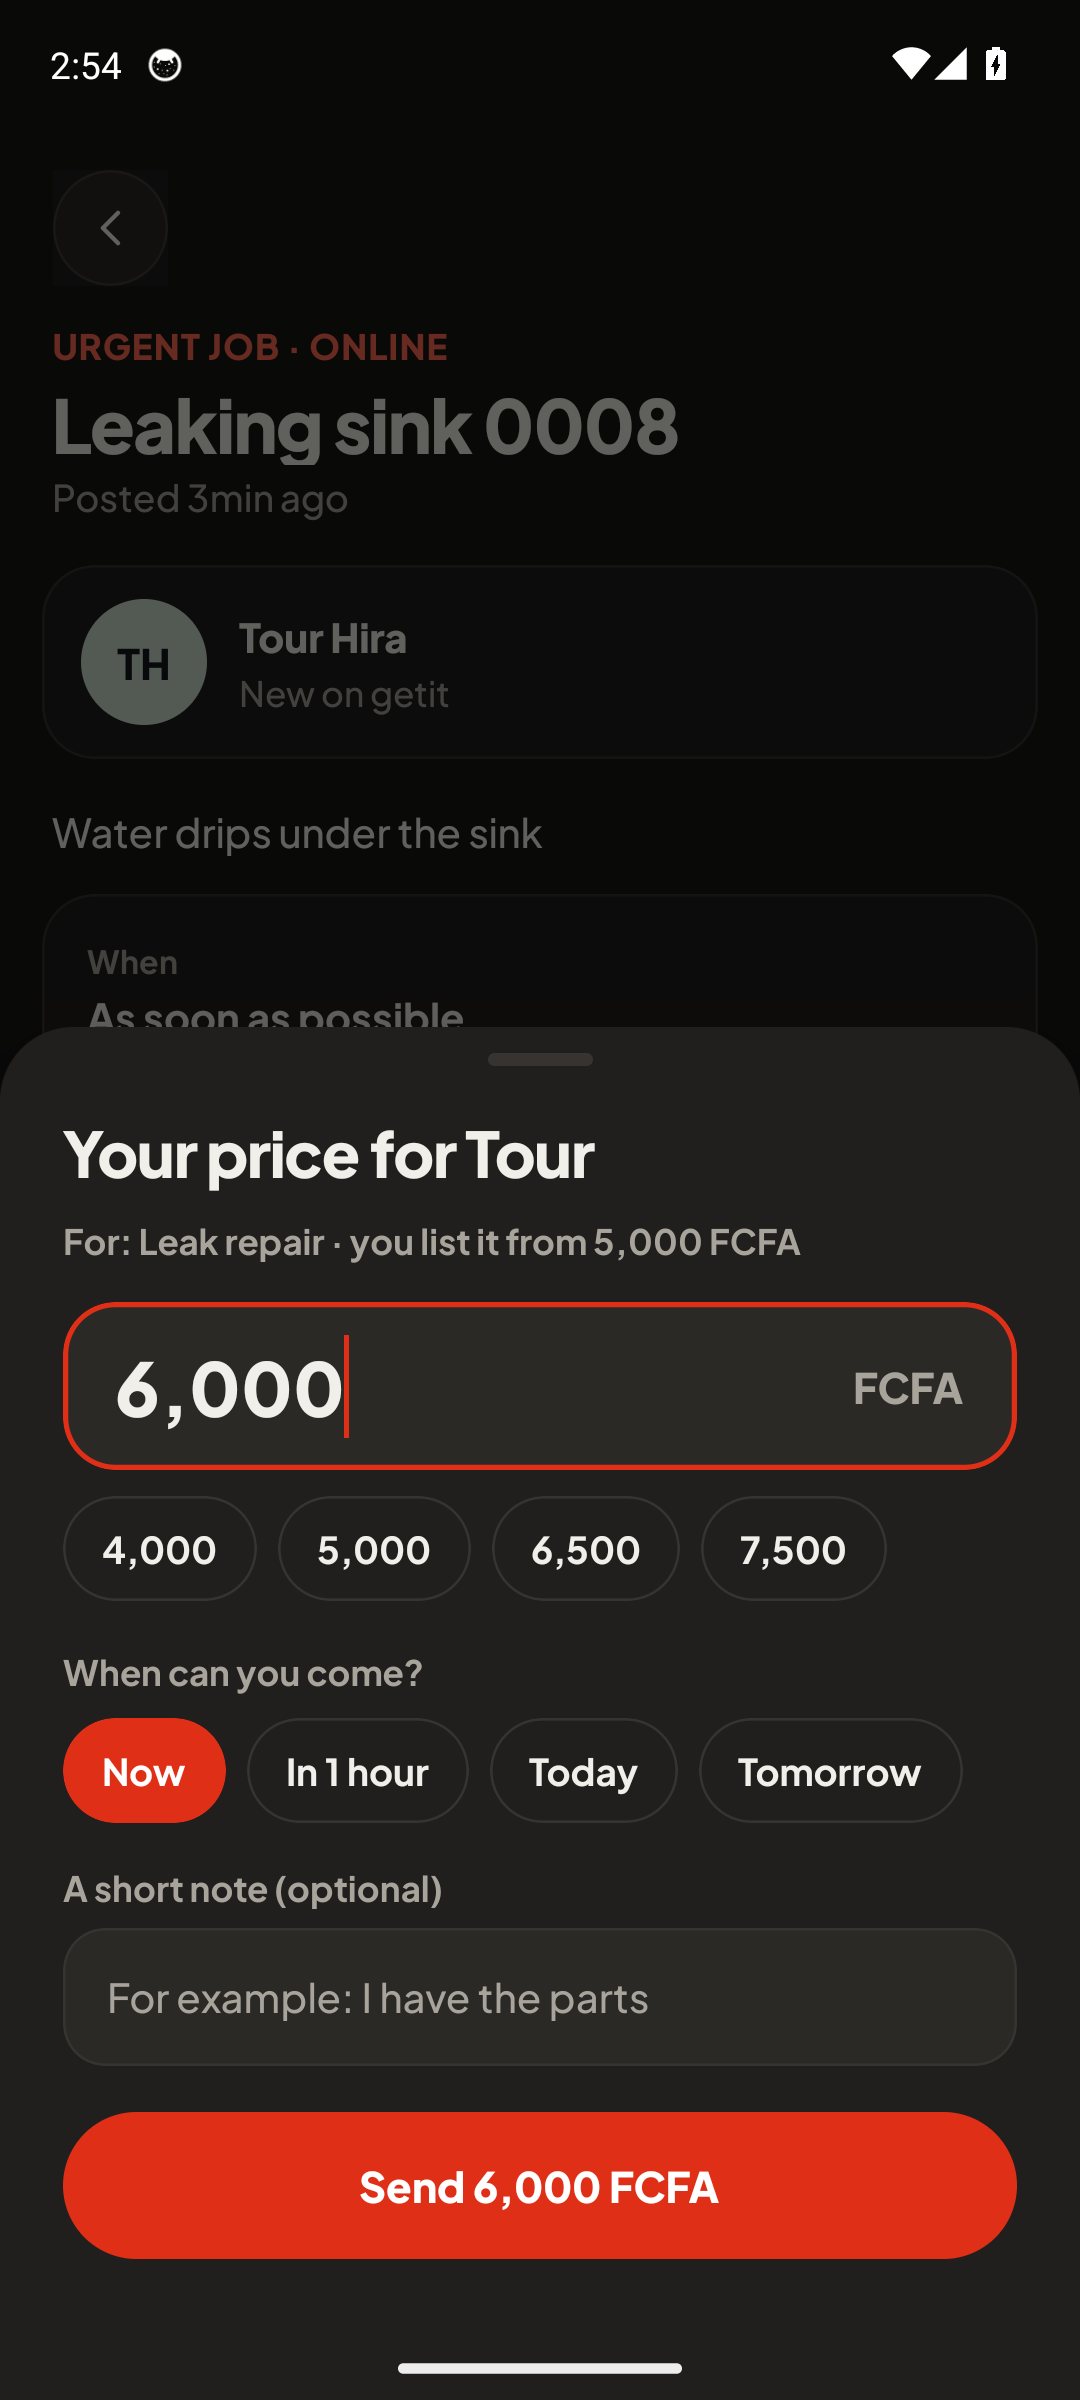 2:54
URGENT JOB · ONLINE
Leaking sink 0008
Posted 3min ago
TH
Tour Hira
New on getit
Water drips under the sink
When
As soon as possible
Your price for Tour
For: Leak repair · you list it from 5,000 FCFA
6,000 FCFA
4,000 5,000 6,500 7,500
When can you come?
Now In 1 hour Today Tomorrow
A short note (optional)
For example: I have the parts
Send 6,000 FCFA